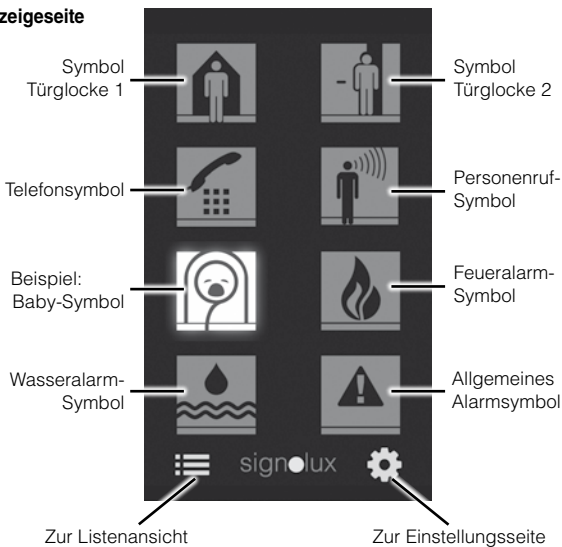 zeigeseite
Symbol
Türglocke 1
Symbol
Türglocke 2
Telefonsymbol
Personenruf-
Symbol
Beispiel:
Baby-Symbol
Feueralarm-
Symbol
Wasseralarm-
Symbol
Allgemeines
Alarmsymbol
signolux
Zur Listenansicht
Zur Einstellungsseite